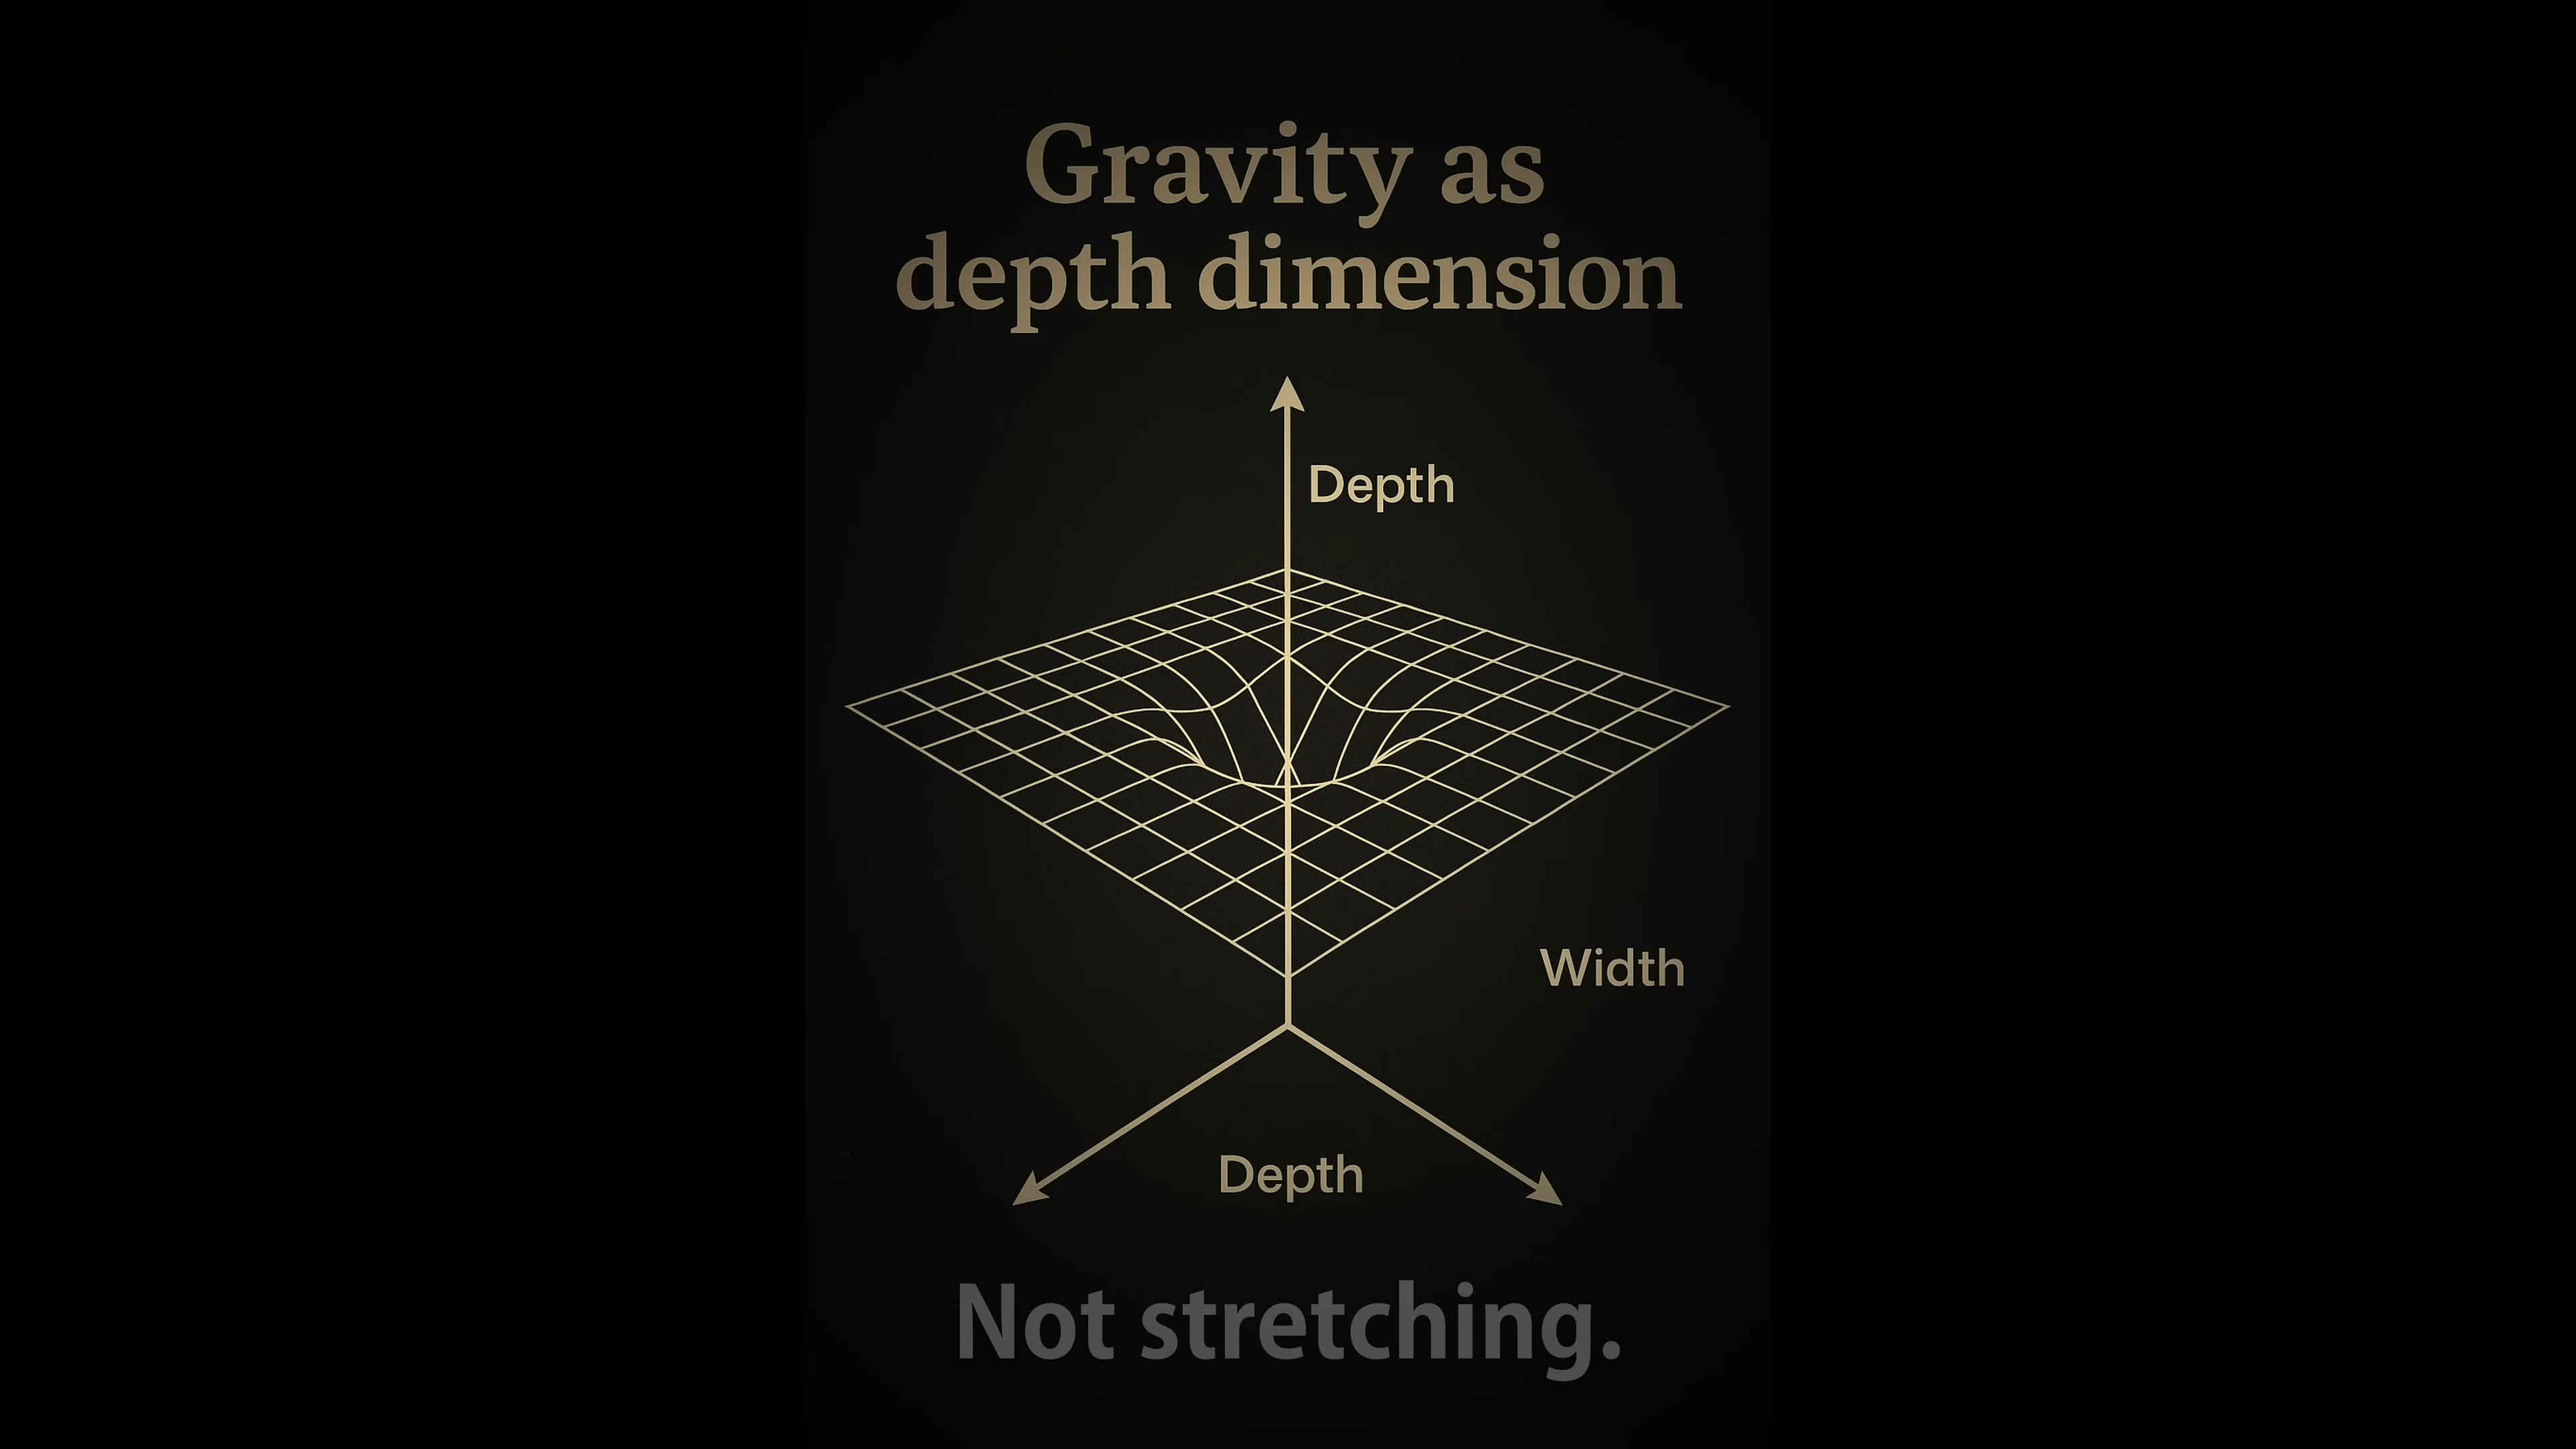 Gravity as
depth dimension
Depth
Width
Depth
Not stretching.